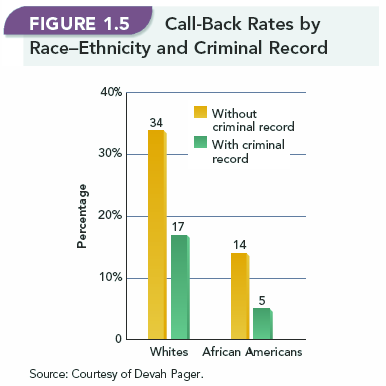 FIGURE 1.5 Call-Back Rates by
Race–Ethnicity and Criminal Record
40%
30%
20%
10%
0
Percentage
34
17
14
5
Without
criminal record
With criminal
record
Whites African Americans
Source: Courtesy of Devah Pager.